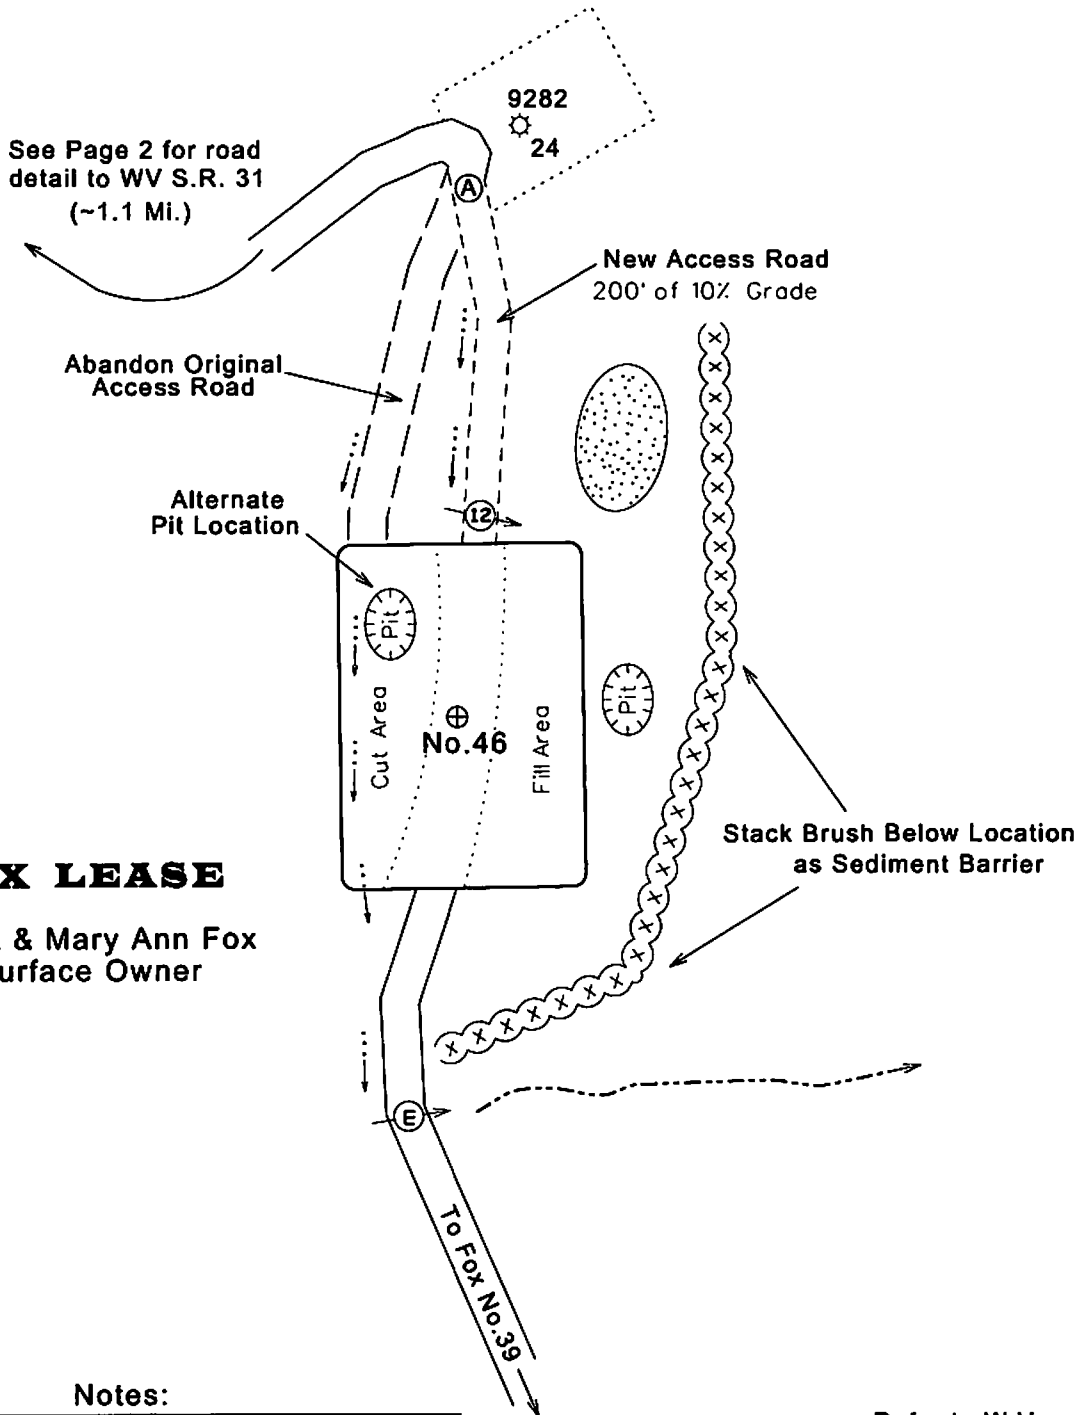 9282
24
See Page 2 for road
detail to WV S.R. 31
(~1.1 Mi.)
A
New Access Road
200' of 10% Grade
Abandon Original
Access Road
Alternate
Pit Location
12
Pit
Pit
Cut Area
No.46
Fill Area
Stack Brush Below Location
as Sediment Barrier
X LEASE
& Mary Ann Fox
urface Owner
E
To Fox No.39
Notes: